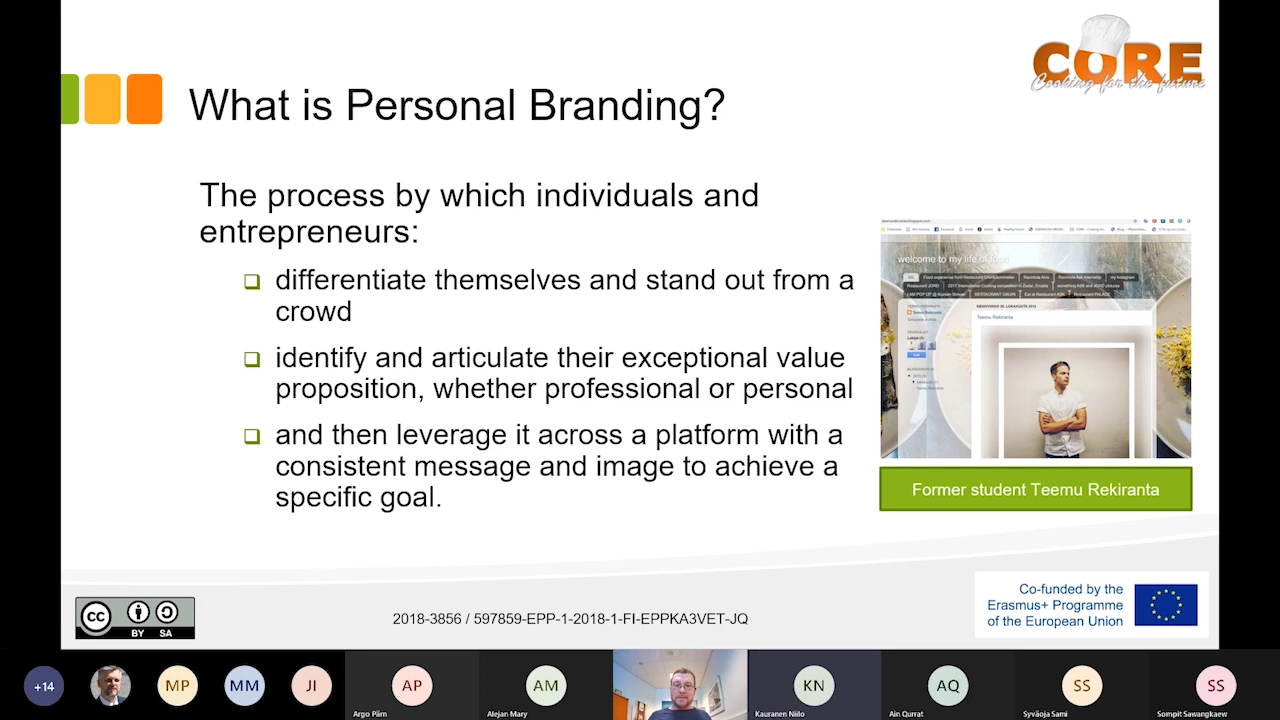 CORE
Cooking for the future
What is Personal Branding?
The process by which individuals and
entrepreneurs:
differentiate themselves and stand out from a
crowd
identify and articulate their exceptional value
proposition, whether professional or personal
and then leverage it across a platform with a
consistent message and image to achieve a
specific goal.
welcome to my life of food
Teemu Rekiranta
Former student Teemu Rekiranta
cc
BY SA
2018-3856 / 597859-EPP-1-2018-1-FI-EPPKA3VET-JQ
Co-funded by the
Erasmus+ Programme
of the European Union
+14
MP
MM
JI
AP
Argo Pärn
AM
Alejan Mary
KN
Kauranen Niilo
AQ
Ain Qurrat
SS
Syväoja Sami
SS
Sompit Sawangkaew